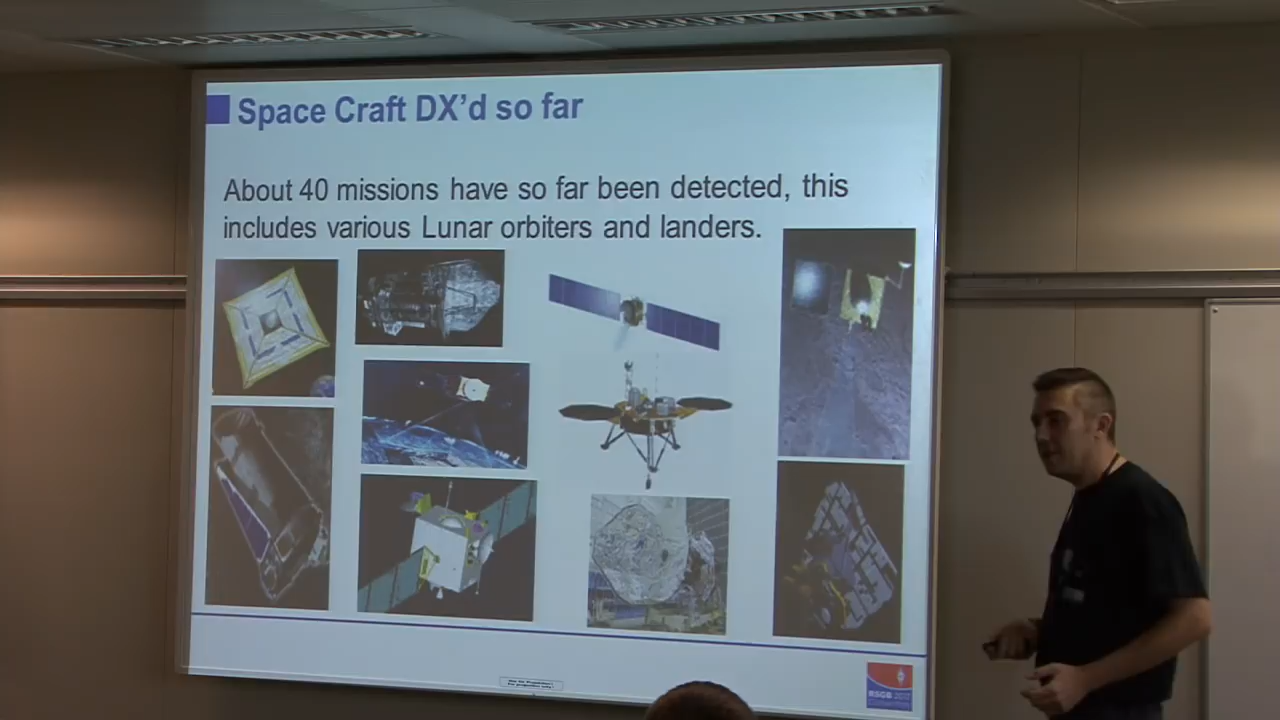 Space Craft DX'd so far
About 40 missions have so far been detected, this
includes various Lunar orbiters and landers.
RSGB